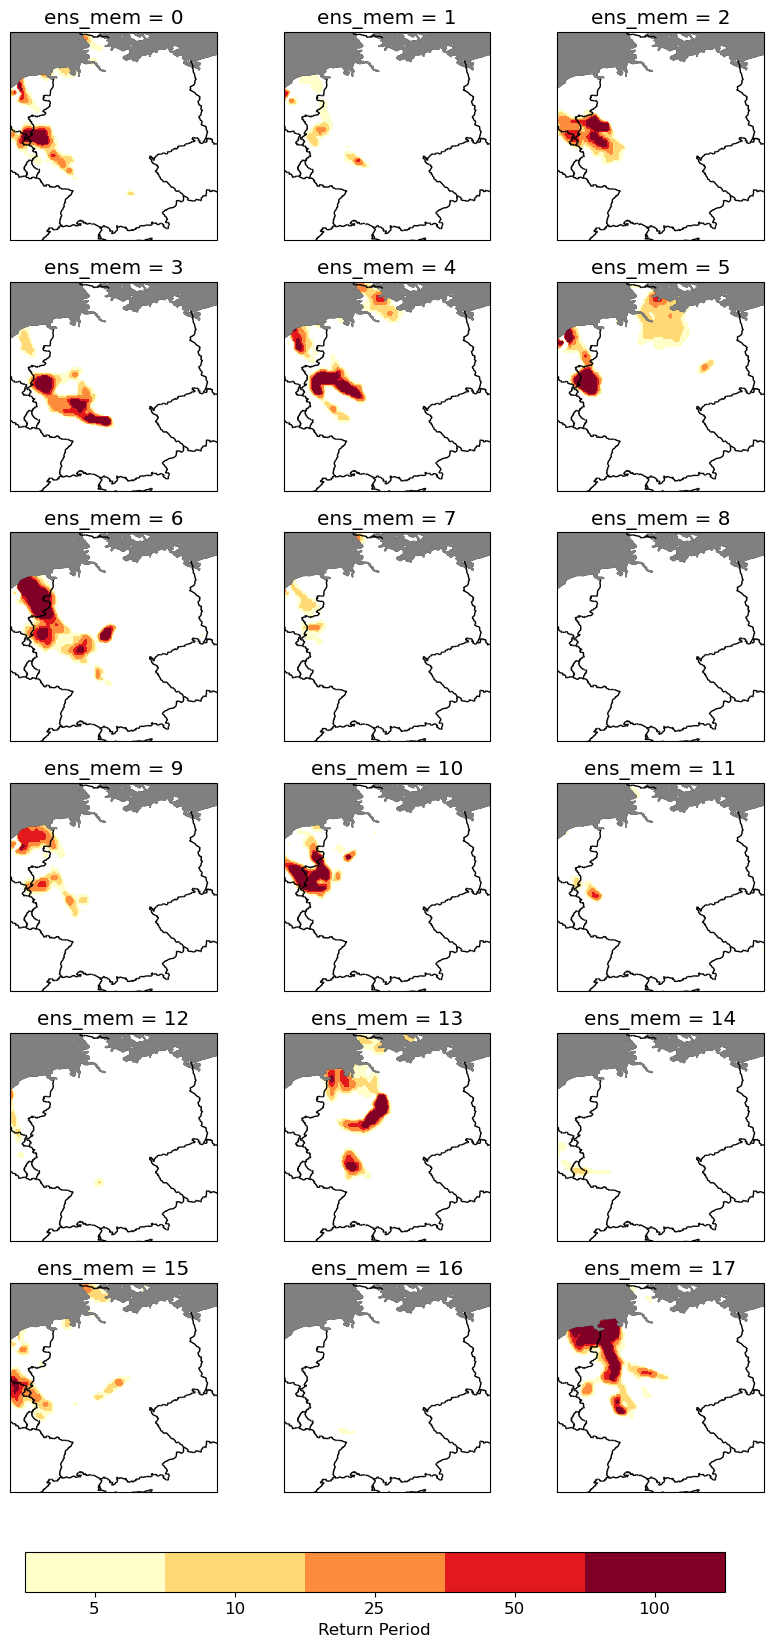 ens_mem = 0
ens_mem = 1
ens_mem = 2
ens_mem = 3
ens_mem = 4
ens_mem = 5
ens_mem = 6
ens_mem = 7
ens_mem = 8
ens_mem = 9
ens_mem = 10
ens_mem = 11
ens_mem = 12
ens_mem = 13
ens_mem = 14
ens_mem = 15
ens_mem = 16
ens_mem = 17
5 10 25 50 100
Return Period